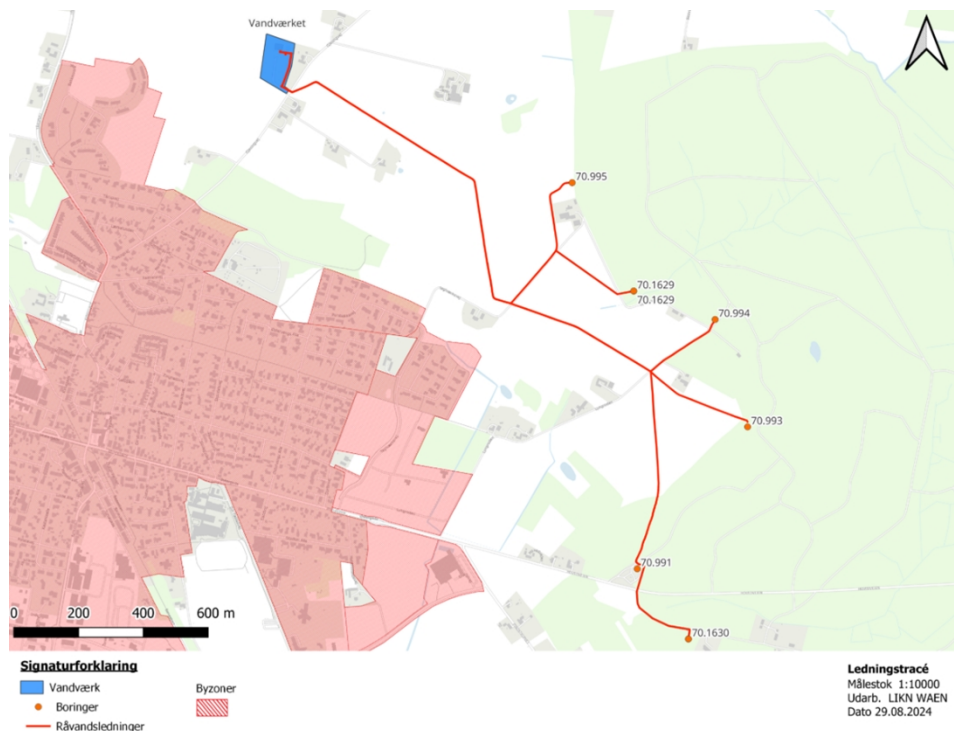 Vandværket
70.995
70.1629
70.1629
70.994
70.993
70.991
70.1630
0 200 400 600 m
Signaturforklaring
Vandværk
Boringer
Råvandsledninger
Byzoner
Ledningstracé
Målestok 1:10000
Udarb. LIKN WAEN
Dato 29.08.2024